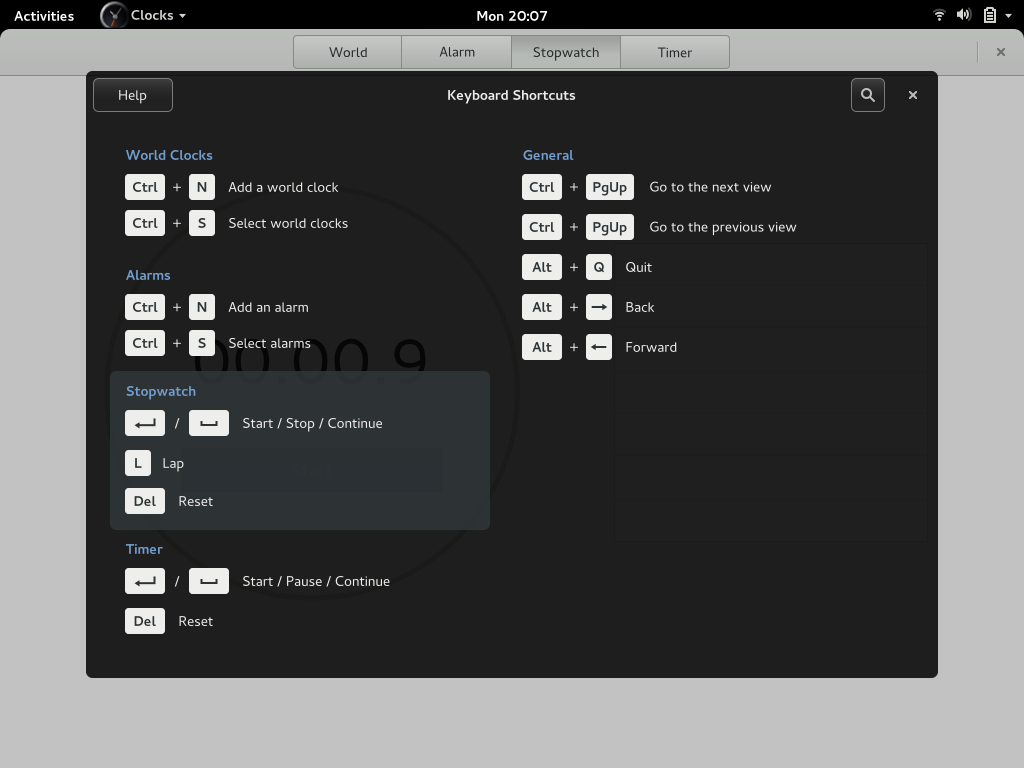 Activities Clocks Mon 20:07
World Alarm Stopwatch Timer
Help Keyboard Shortcuts
World Clocks
Ctrl + N Add a world clock
Ctrl + S Select world clocks
Alarms
Ctrl + N Add an alarm
Ctrl + S Select alarms
00.00.9
Stopwatch
/ Start / Stop / Continue
L Lap
Del Reset
Timer
/ Start / Pause / Continue
Del Reset
General
Ctrl + PgUp Go to the next view
Ctrl + PgUp Go to the previous view
Alt + Q Quit
Alt + → Back
Alt + ← Forward